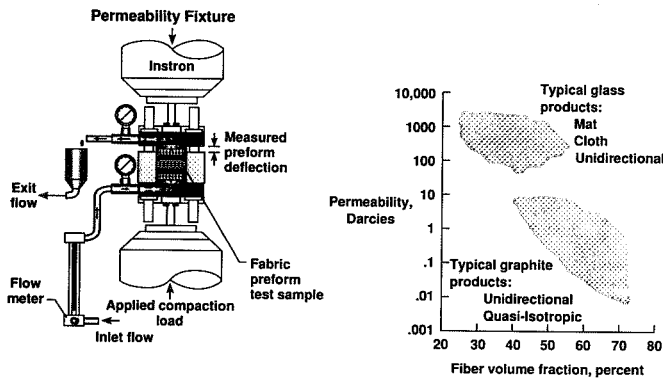 Permeability Fixture
Instron
Measured
preform
deflection
Exit
flow
Fabric
preform
test sample
Flow
meter
Applied compaction
load
Inlet flow
10,000
1000
100
10
1
.1
.01
.001
Permeability,
Darcies
Typical glass
products:
Mat
Cloth
Unidirectional
Typical graphite
products:
Unidirectional
Quasi-Isotropic
20 30 40 50 60 70 80
Fiber volume fraction, percent